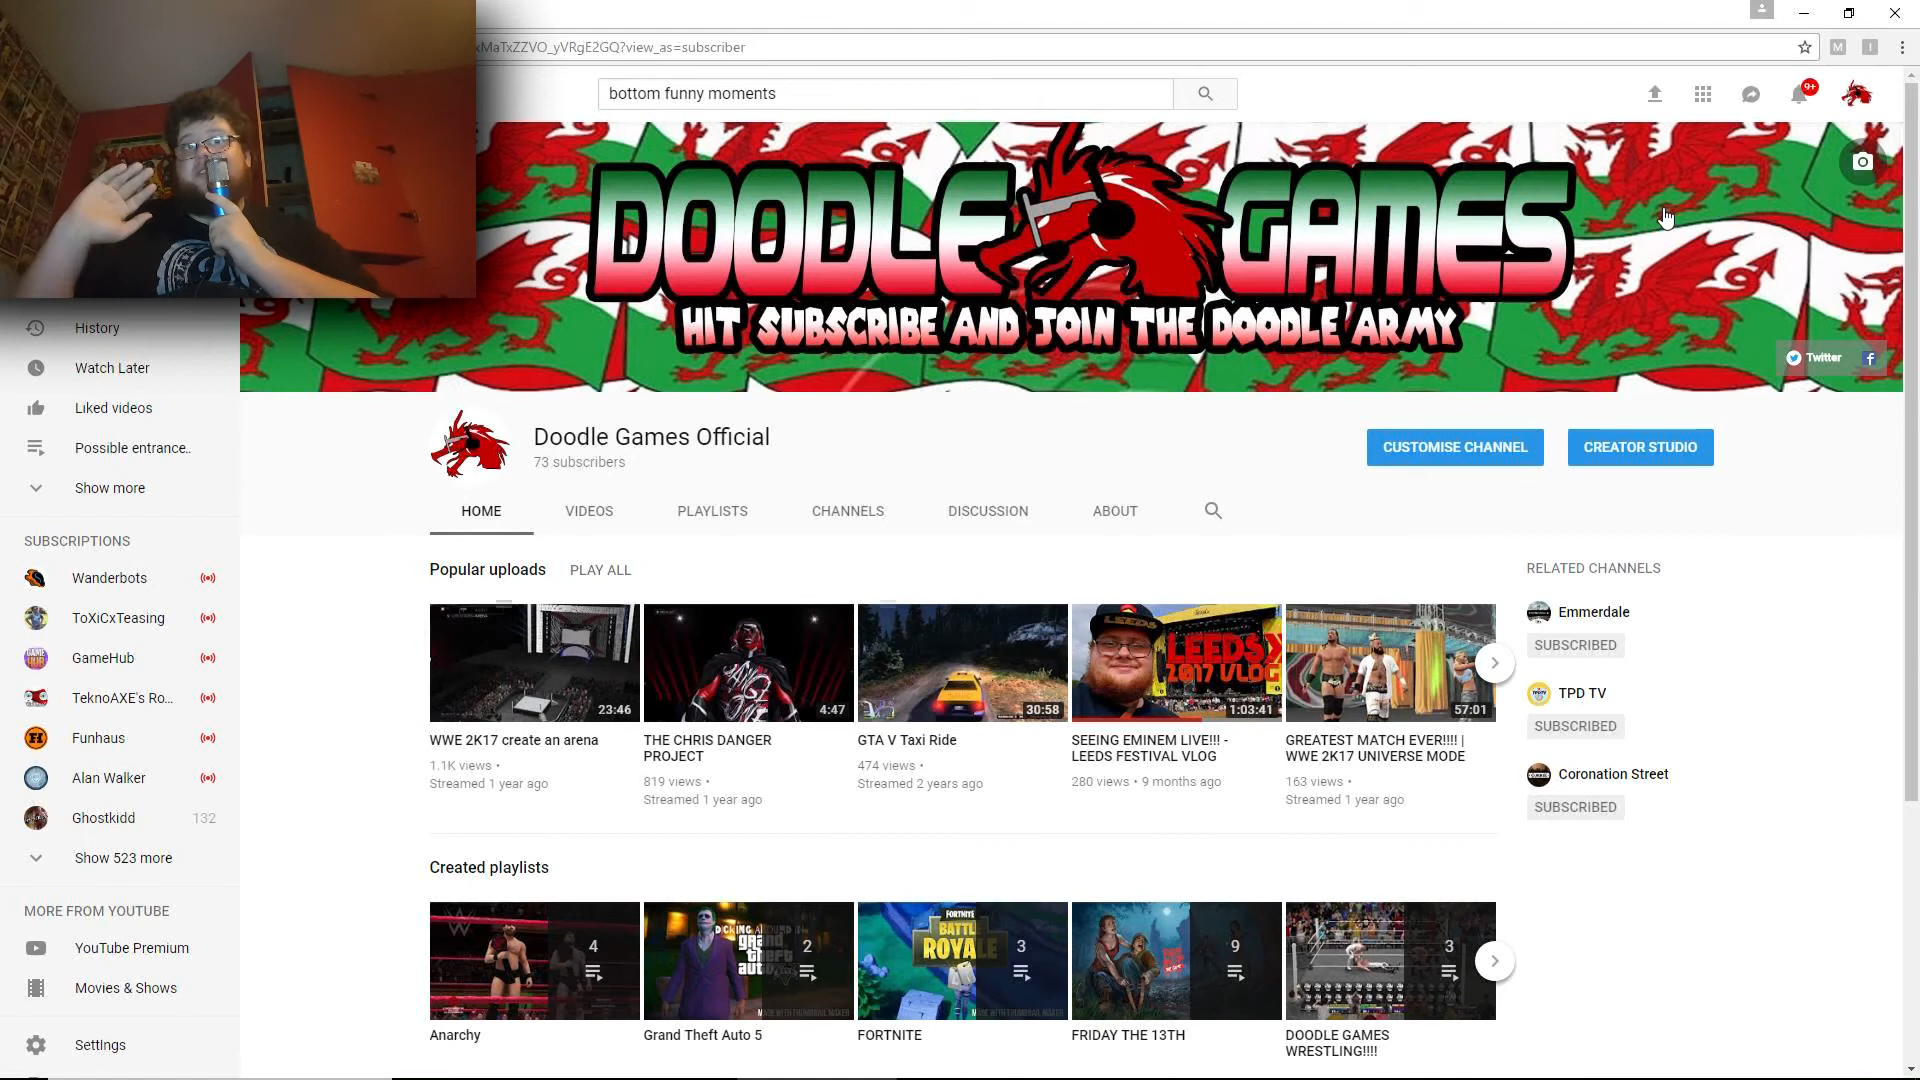 xMaTxZZVO_yVRgE2GQ?view_as=subscriber
M
I
bottom funny moments
9+
DOODLE GAMES
HIT SUBSCRIBE AND JOIN THE DOODLE ARMY
Twitter
History
Watch Later
Liked videos
Possible entrance..
Show more
SUBSCRIPTIONS
Wanderbots
ToXiCxTeasing
GameHub
TeknoAXE's Ro...
Funhaus
Alan Walker
Ghostkidd 132
Show 523 more
MORE FROM YOUTUBE
YouTube Premium
Movies & Shows
Settings
Doodle Games Official
73 subscribers
CUSTOMISE CHANNEL
CREATOR STUDIO
HOME VIDEOS PLAYLISTS CHANNELS DISCUSSION ABOUT
Popular uploads PLAY ALL
23:46
WWE 2K17 create an arena
1.1K views •
Streamed 1 year ago
4:47
THE CHRIS DANGER
PROJECT
819 views •
Streamed 1 year ago
30:58
GTA V Taxi Ride
474 views •
Streamed 2 years ago
LEEDS
LEEDS
2017 VLOG
1:03:41
SEEING EMINEM LIVE!!! -
LEEDS FESTIVAL VLOG
280 views • 9 months ago
57:01
GREATEST MATCH EVER!!!! |
WWE 2K17 UNIVERSE MODE
163 views •
Streamed 1 year ago
RELATED CHANNELS
Emmerdale
SUBSCRIBED
TPD TV
SUBSCRIBED
Coronation Street
SUBSCRIBED
Created playlists
4
Anarchy
2
Grand Theft Auto 5
FORTNITE
BATTLE
ROYALE
3
FORTNITE
9
FRIDAY THE 13TH
3
DOODLE GAMES
WRESTLING!!!!